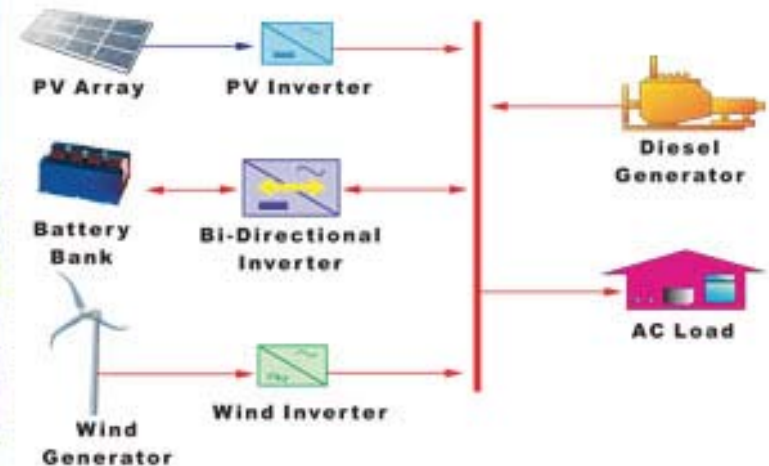 PV Array
PV Inverter
Diesel
Generator
Battery
Bank
Bi-Directional
Inverter
AC Load
Wind Inverter
Wind
Generator